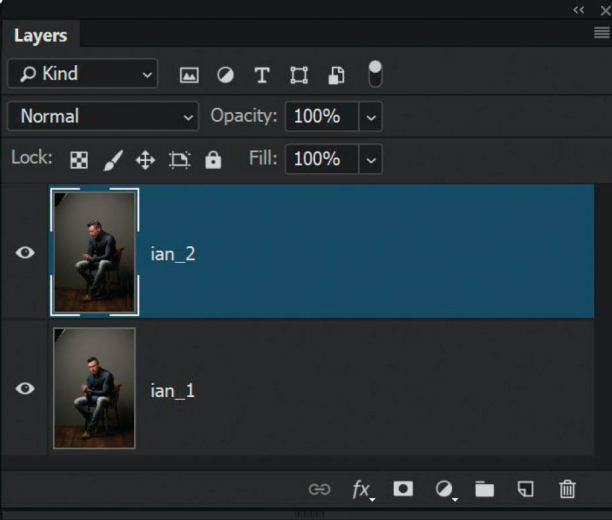 Layers
Kind
Normal Opacity: 100%
Lock: Fill: 100%
ian_2
ian_1
fx